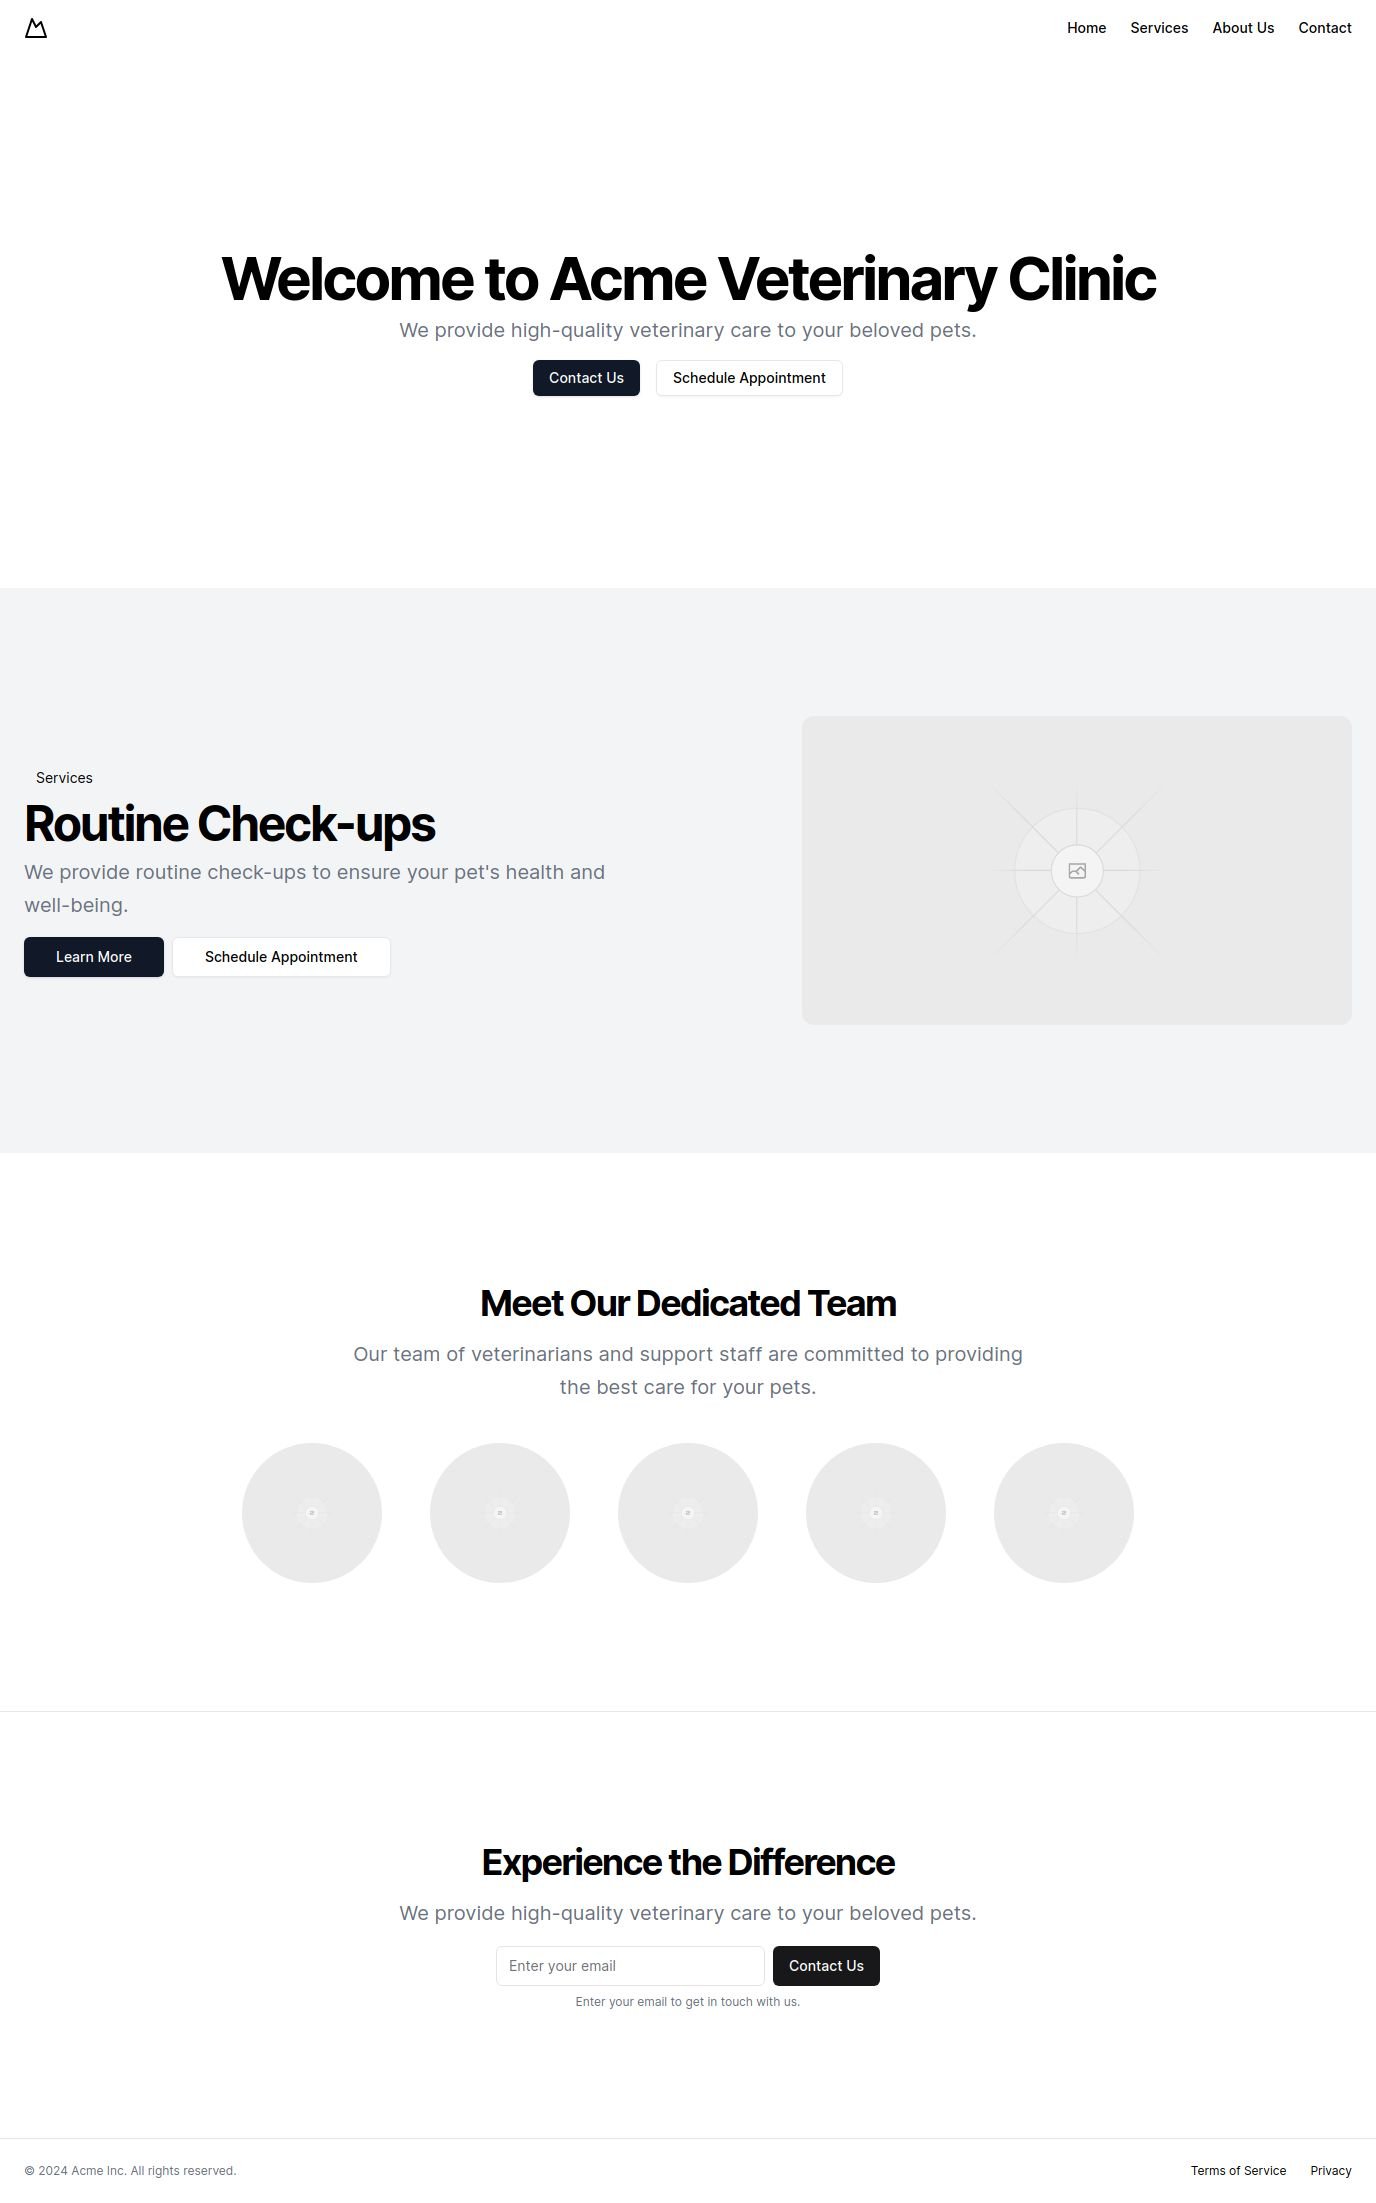 Home Services About Us Contact
Welcome to Acme Veterinary Clinic
We provide high-quality veterinary care to your beloved pets.
Contact Us Schedule Appointment
Services
Routine Check-ups
We provide routine check-ups to ensure your pet's health and
well-being.
Learn More Schedule Appointment
Meet Our Dedicated Team
Our team of veterinarians and support staff are committed to providing
the best care for your pets.
Experience the Difference
We provide high-quality veterinary care to your beloved pets.
Enter your email Contact Us
Enter your email to get in touch with us.
© 2024 Acme Inc. All rights reserved. Terms of Service Privacy